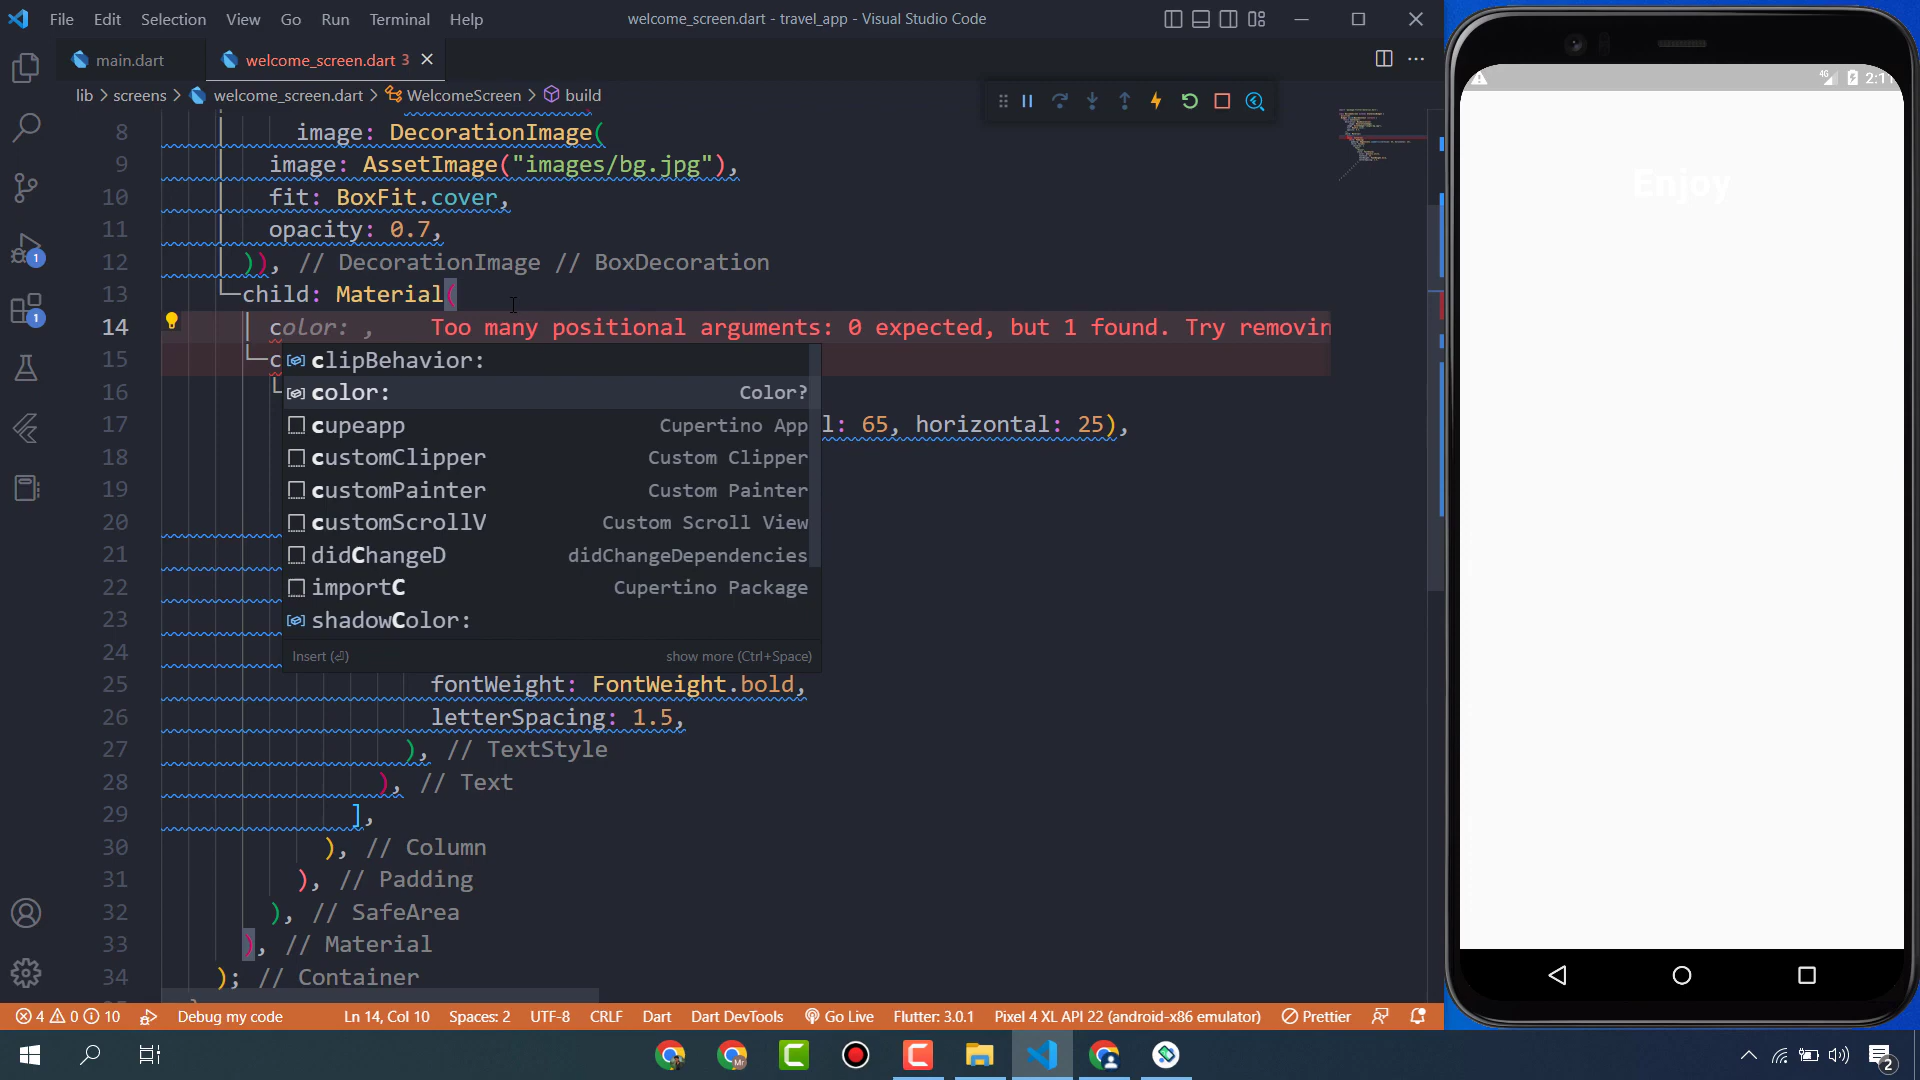 File Edit Selection View Go Run Terminal Help
welcome_screen.dart - travel_app - Visual Studio Code
main.dart
welcome_screen.dart 3
lib > screens > welcome_screen.dart > WelcomeScreen > build
8 image: DecorationImage(
9 image: AssetImage("images/bg.jpg"),
10 fit: BoxFit.cover,
11 opacity: 0.7,
12 )), // DecorationImage // BoxDecoration
13 child: Material(
14 color: , Too many positional arguments: 0 expected, but 1 found. Try removin
15 c
16
17 l: 65, horizontal: 25),
18
19
20
21
22
23
24
25 fontWeight: FontWeight.bold,
26 letterSpacing: 1.5,
27 ), // TextStyle
28 ), // Text
29 ],
30 ), // Column
31 ), // Padding
32 ), // SafeArea
33 ), // Material
34 ); // Container
clipBehavior:
color: Color?
cupeapp Cupertino App
customClipper Custom Clipper
customPainter Custom Painter
customScrollV Custom Scroll View
didChangeD didChangeDependencies
importC Cupertino Package
shadowColor:
Insert (⏎) show more (Ctrl+Space)
1
1
4 0 10 Debug my code Ln 14, Col 10 Spaces: 2 UTF-8 CRLF Dart Dart DevTools Go Live Flutter: 3.0.1 Pixel 4 XL API 22 (android-x86 emulator) Prettier
4G
Enjoy
2